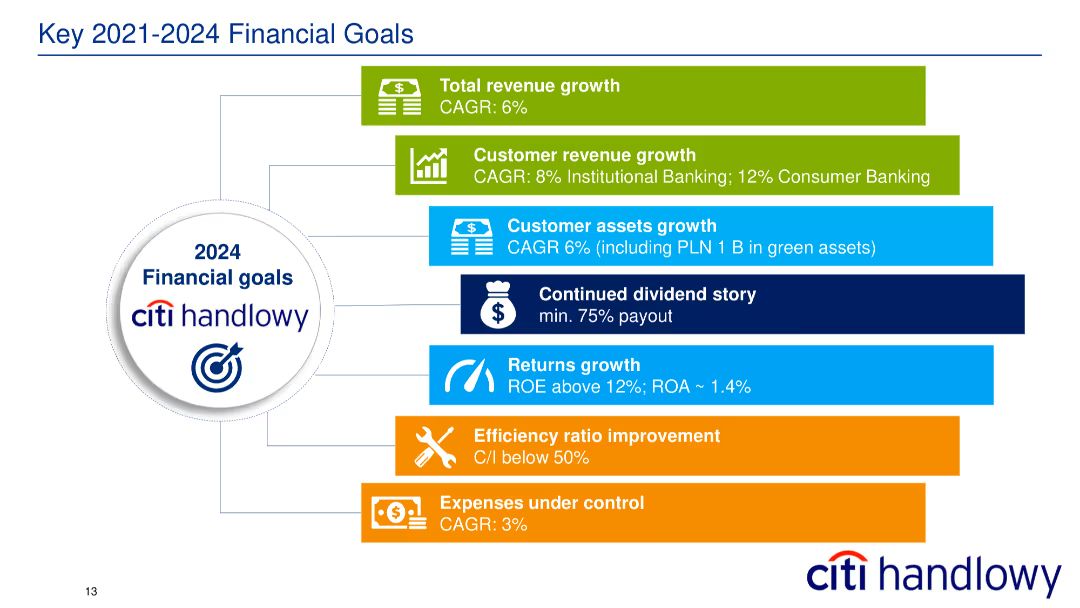 Key 2021-2024 Financial Goals
Total revenue growth
CAGR: 6%
Customer revenue growth
CAGR: 8% Institutional Banking; 12% Consumer Banking
Customer assets growth
CAGR 6% (including PLN 1 B in green assets)
2024
Financial goals
citi handlowy
Continued dividend story
min. 75% payout
Returns growth
ROE above 12%; ROA ~ 1.4%
Efficiency ratio improvement
C/I below 50%
Expenses under control
CAGR: 3%
13
citi handlowy